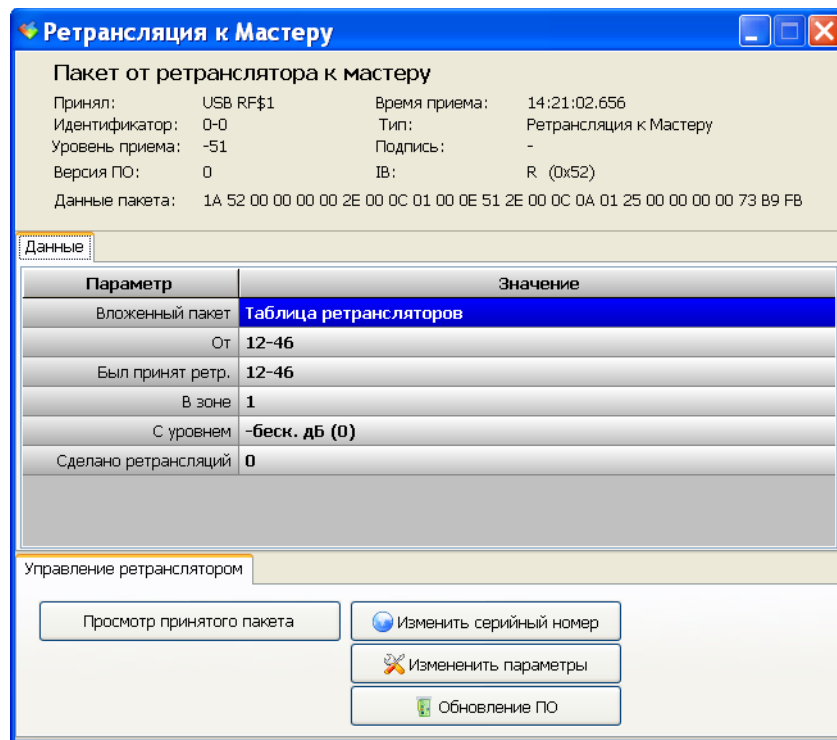 Ретрансляция к Мастеру
Пакет от ретранслятора к мастеру
Принял: USB RF$1 Время приема: 14:21:02.656
Идентификатор: 0-0 Тип: Ретрансляция к Мастеру
Уровень приема: -51 Подпись: -
Версия ПО: 0 IB: R (0x52)
Данные пакета: 1A 52 00 00 00 00 2E 00 0C 01 00 0E 51 2E 00 0C 0A 01 25 00 00 00 00 73 B9 FB
Данные
Параметр Значение
Вложенный пакет Таблица ретрансляторов
От 12-46
Был принят ретр. 12-46
В зоне 1
С уровнем -беск. дБ (0)
Сделано ретрансляций 0
Управление ретранслятором
Просмотр принятого пакета Изменить серийный номер
Измененить параметры
Обновление ПО